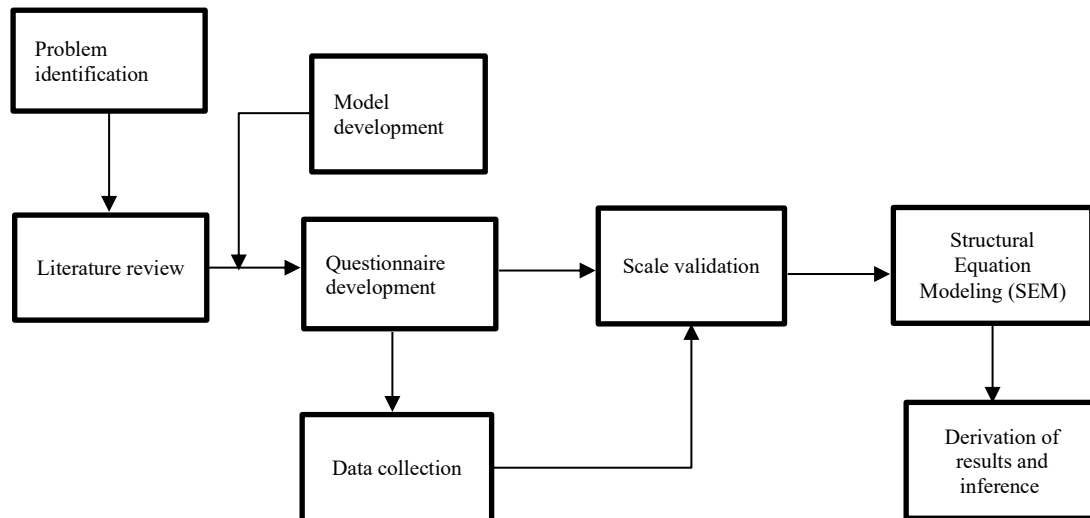 Problem
identification
Model
development
Literature review
Questionnaire
development
Scale validation
Structural
Equation
Modeling (SEM)
Data collection
Derivation of
results and
inference